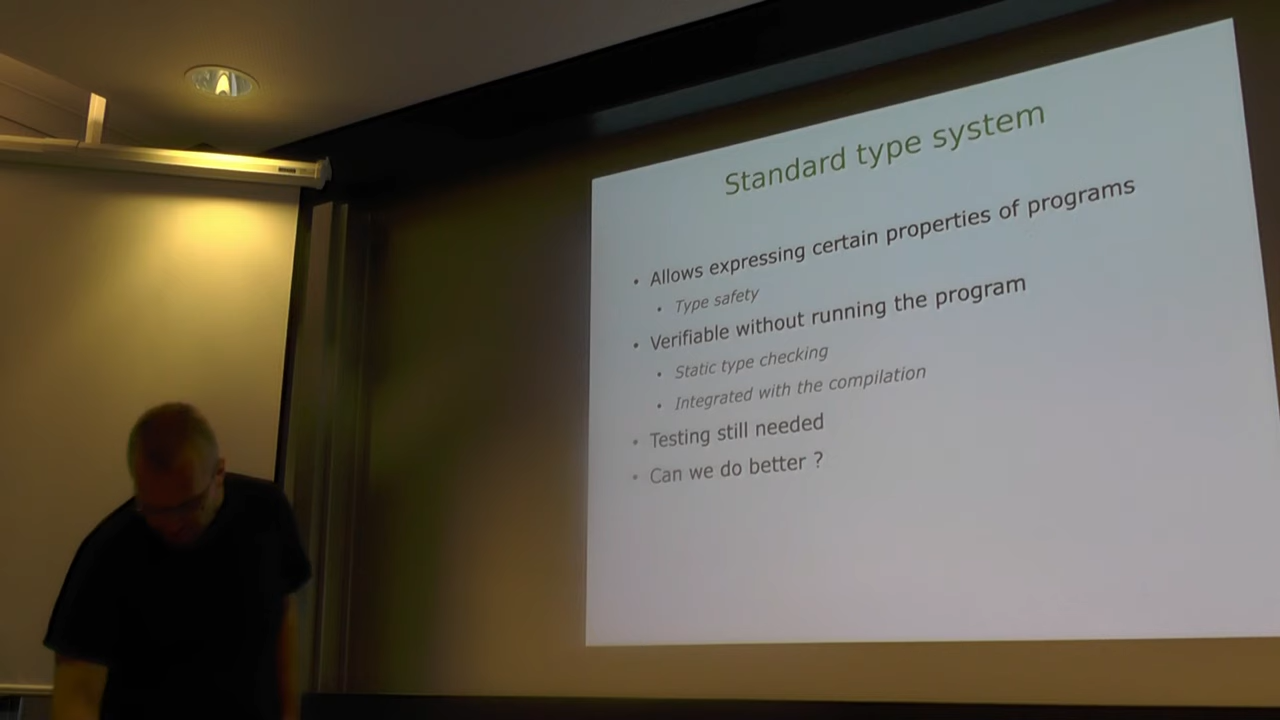 Standard type system
• Allows expressing certain properties of programs
• Type safety
• Verifiable without running the program
• Static type checking
• Integrated with the compilation
• Testing still needed
• Can we do better ?